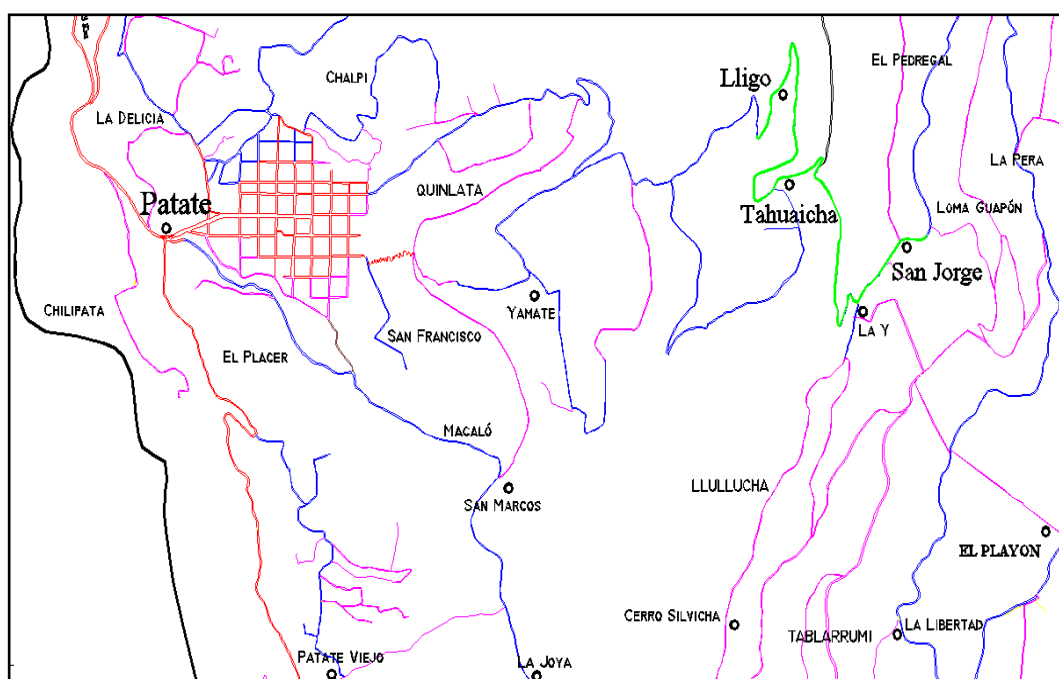 EL PEDREGAL
CHALPI
Lligo
LA DELICIA
LA PERA
QUINLATA
Patate
Tahuaicha
LOMA GUAPÓN
San Jorge
CHILIPATA
YAMATE
LA Y
SAN FRANCISCO
EL PLACER
MACALÓ
LLULLUCHA
SAN MARCOS
EL PLAYON
CERRO SILVICHA
TABLARRUMI
LA LIBERTAD
PATATE VIEJO
LA JOYA